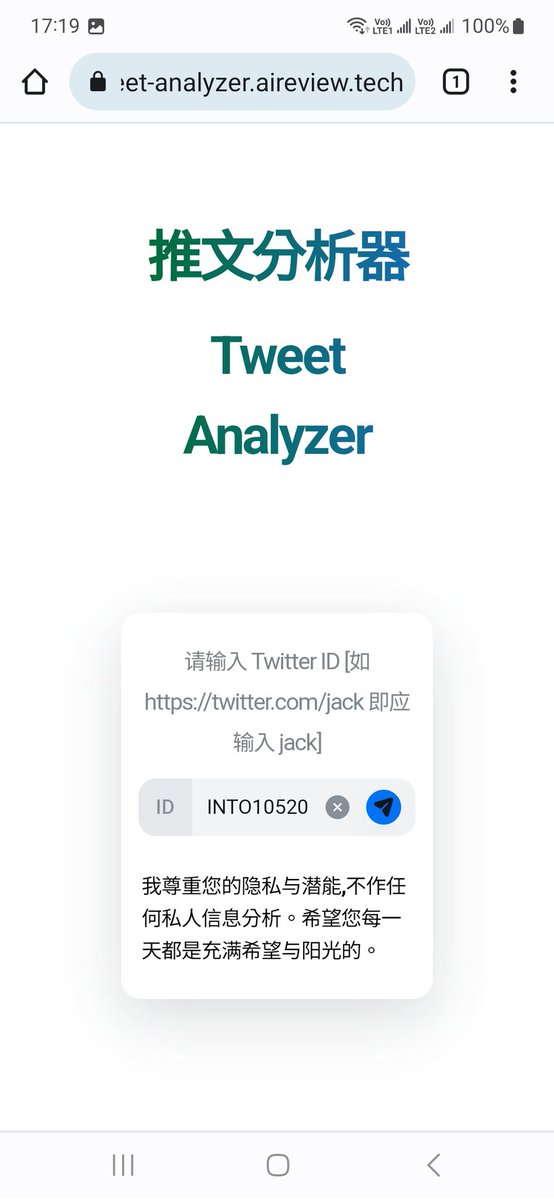 17:19 Vo) LTE1 Vo) LTE2 100%
eet-analyzer.aireview.tech 1
推文分析器
Tweet
Analyzer
请输入 Twitter ID [如
https://twitter.com/jack 即应
输入 jack]
ID INTO10520
我尊重您的隐私与潜能,不作任
何私人信息分析。希望您每一
天都是充满希望与阳光的。